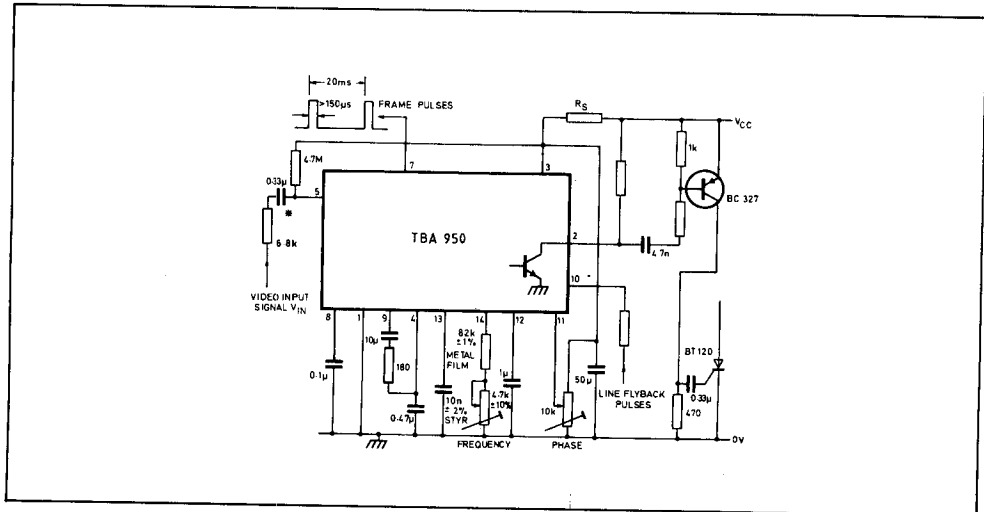 20ms
>150µs
FRAME PULSES
RS
VCC
4.7M
7
3
1k
0.33µ
5
*
BC 327
TBA 950
6.8k
2
4.7n
10
VIDEO INPUT
SIGNAL VIN
8
1
9
4
13
14
12
11
10µ
82k
±1%
METAL
FILM
BT 120
0.1µ
180
10n
±2%
STYR
4.7k
±10%
1µ
10k
50µ
LINE FLYBACK
PULSES
0.33µ
470
0.47µ
FREQUENCY
PHASE
0V